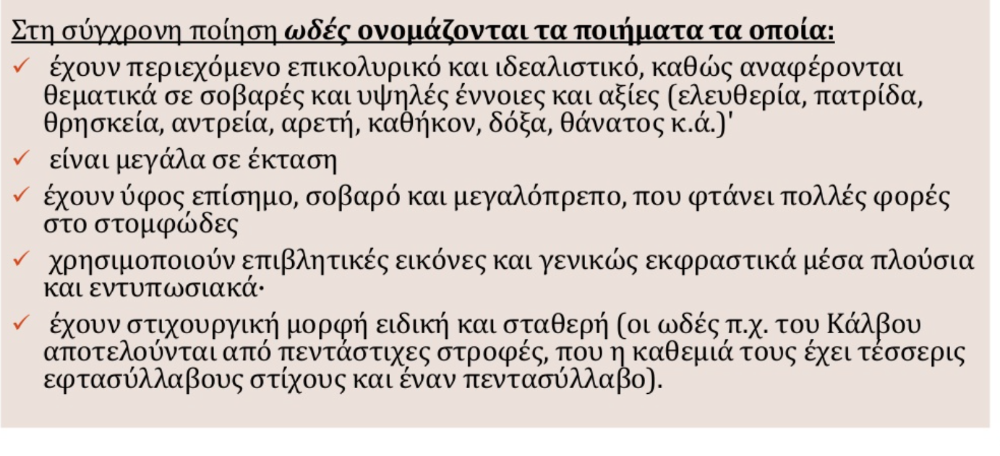 Στη σύγχρονη ποίηση ωδές ονομάζονται τα ποιήματα τα οποία:
✓ έχουν περιεχόμενο επικολυρικό και ιδεαλιστικό, καθώς αναφέρονται
θεματικά σε σοβαρές και υψηλές έννοιες και αξίες (ελευθερία, πατρίδα,
θρησκεία, αντρεία, αρετή, καθήκον, δόξα, θάνατος κ.ά.)'
✓ είναι μεγάλα σε έκταση
✓ έχουν ύφος επίσημο, σοβαρό και μεγαλόπρεπο, που φτάνει πολλές φορές
στο στομφώδες
✓ χρησιμοποιούν επιβλητικές εικόνες και γενικώς εκφραστικά μέσα πλούσια
και εντυπωσιακά·
✓ έχουν στιχουργική μορφή ειδική και σταθερή (οι ωδές π.χ. του Κάλβου
αποτελούνται από πεντάστιχες στροφές, που η καθεμιά τους έχει τέσσερις
εφτασύλλαβους στίχους και έναν πεντασύλλαβο).